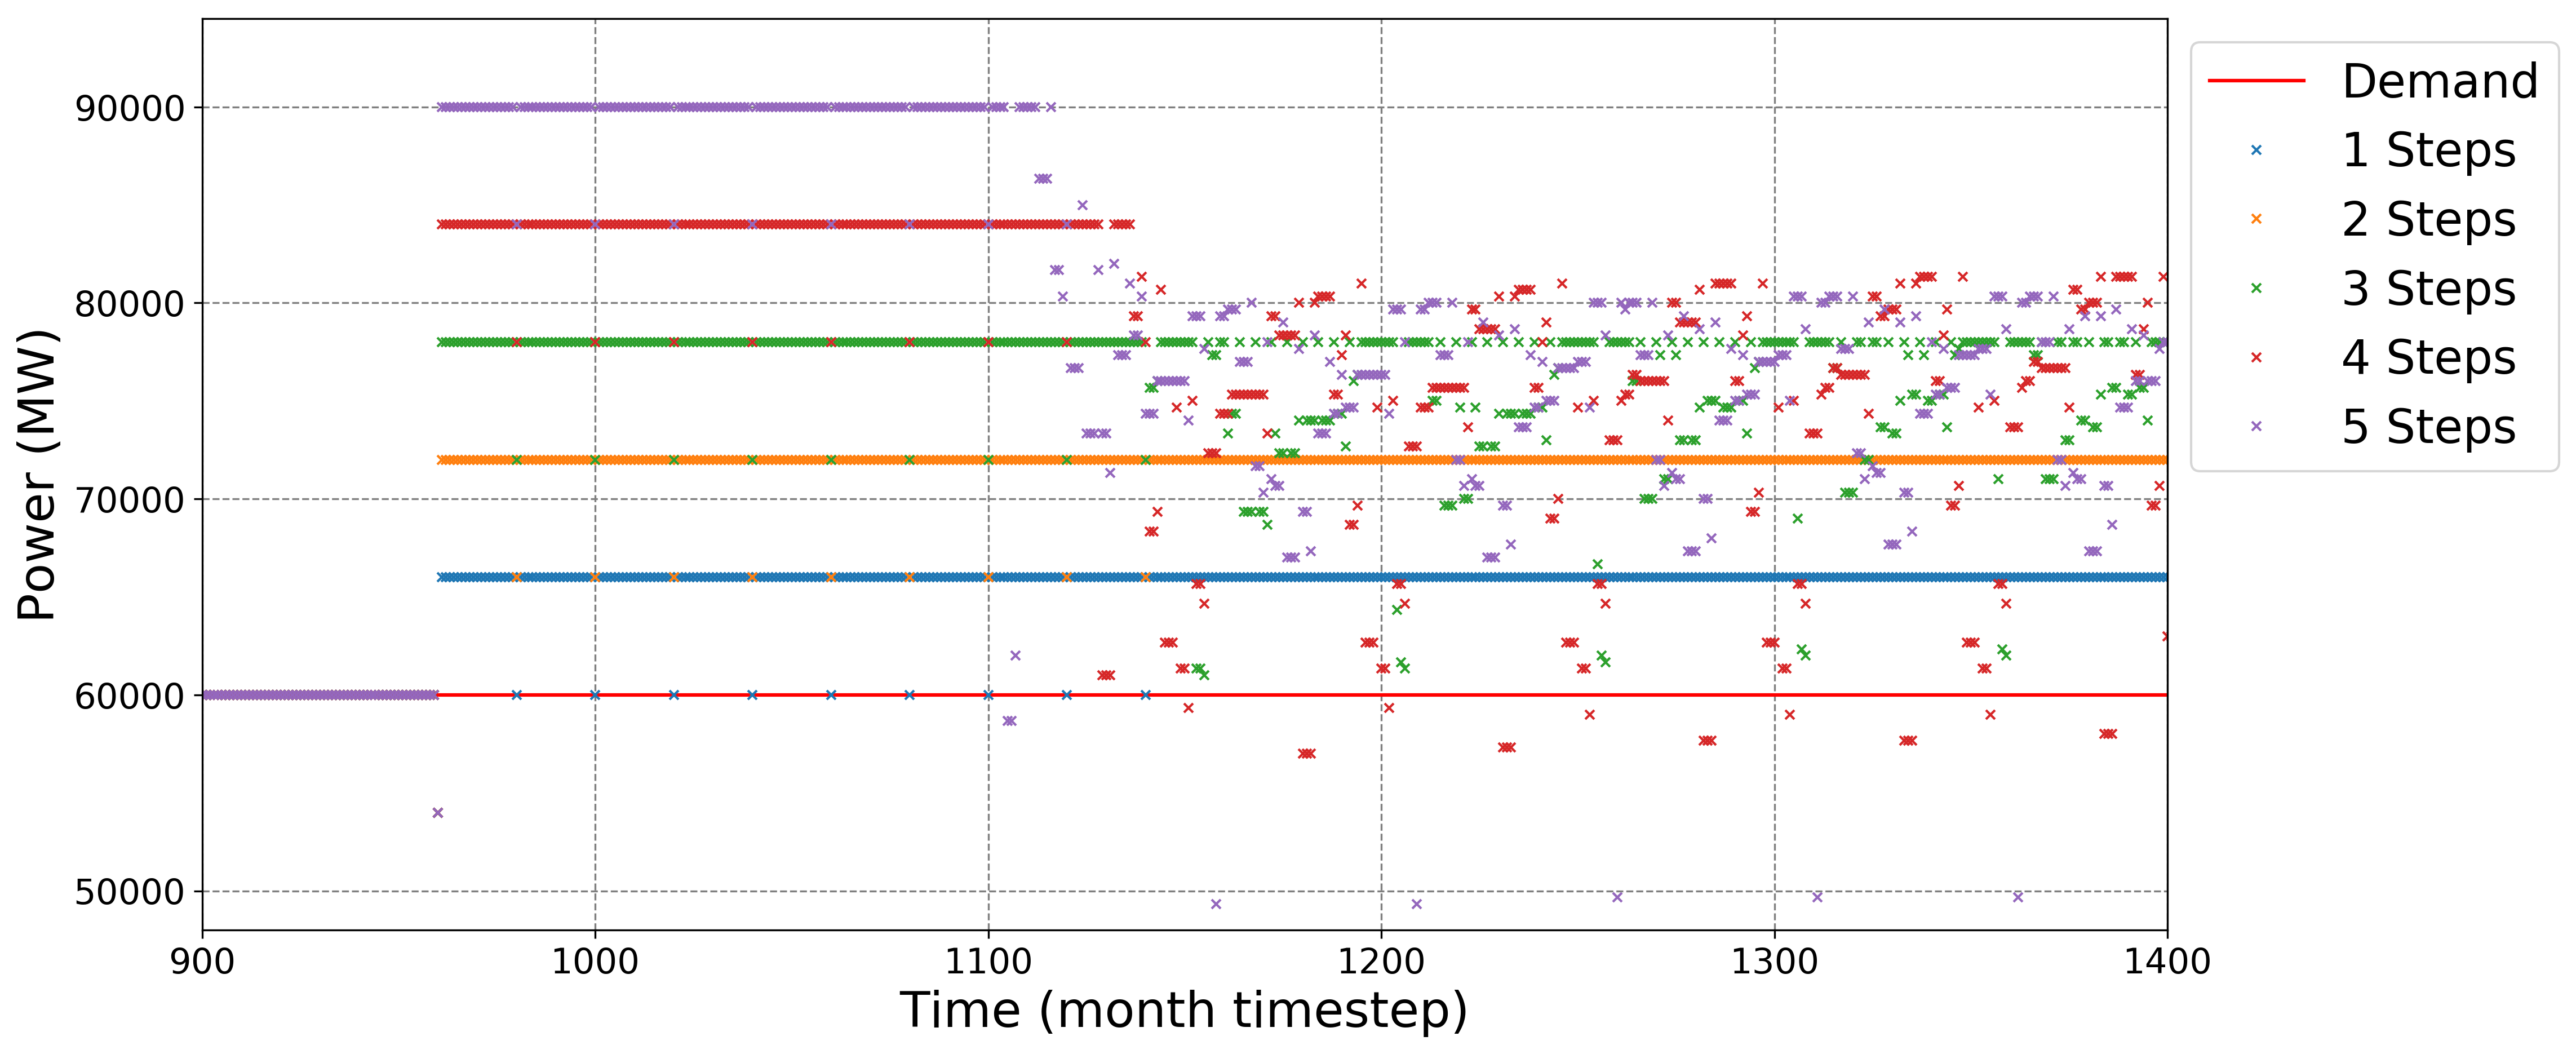 90000
80000
70000
60000
50000
Power (MW)
900
1000
1100
1200
1300
1400
Time (month timestep)
Demand
1 Steps
2 Steps
3 Steps
4 Steps
5 Steps